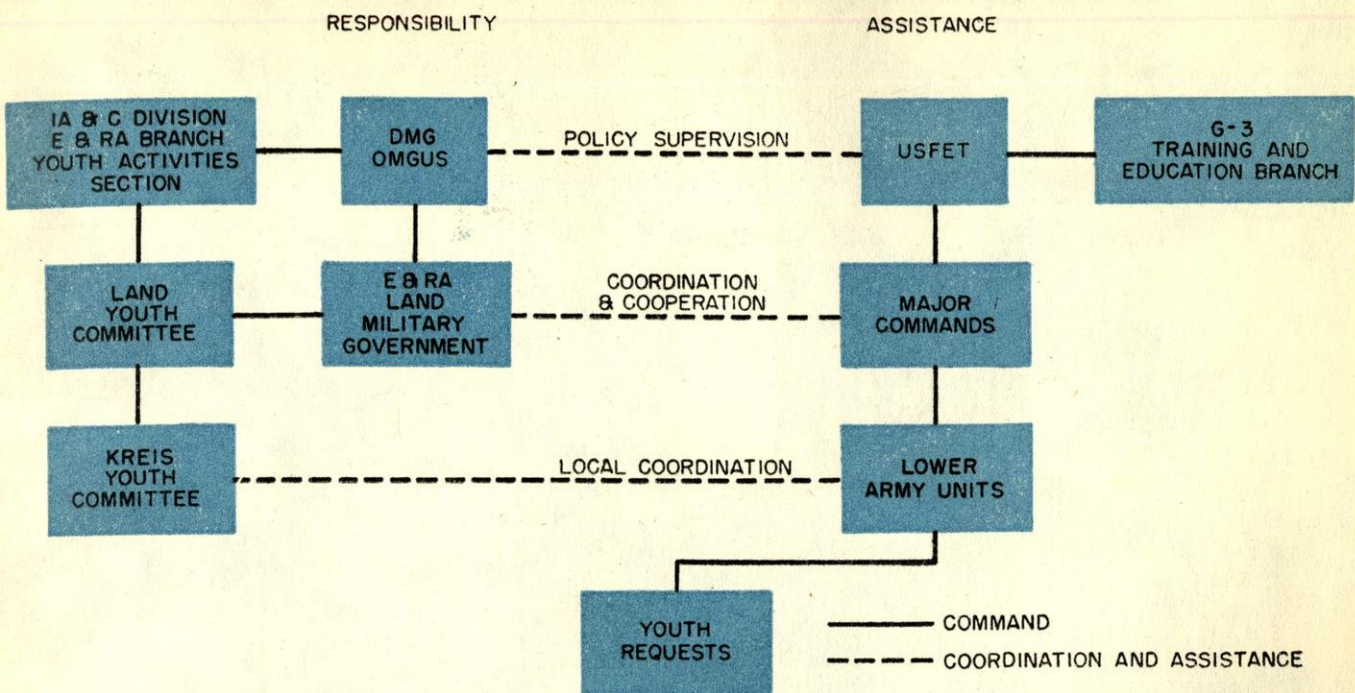 RESPONSIBILITY
ASSISTANCE
IA & C DIVISION
E & RA BRANCH
YOUTH ACTIVITIES
SECTION
DMG
OMGUS
POLICY SUPERVISION
USFET
G-3
TRAINING AND
EDUCATION BRANCH
LAND
YOUTH
COMMITTEE
E & RA
LAND
MILITARY
GOVERNMENT
COORDINATION
& COOPERATION
MAJOR
COMMANDS
KREIS
YOUTH
COMMITTEE
LOCAL COORDINATION
LOWER
ARMY UNITS
YOUTH
REQUESTS
COMMAND
COORDINATION AND ASSISTANCE